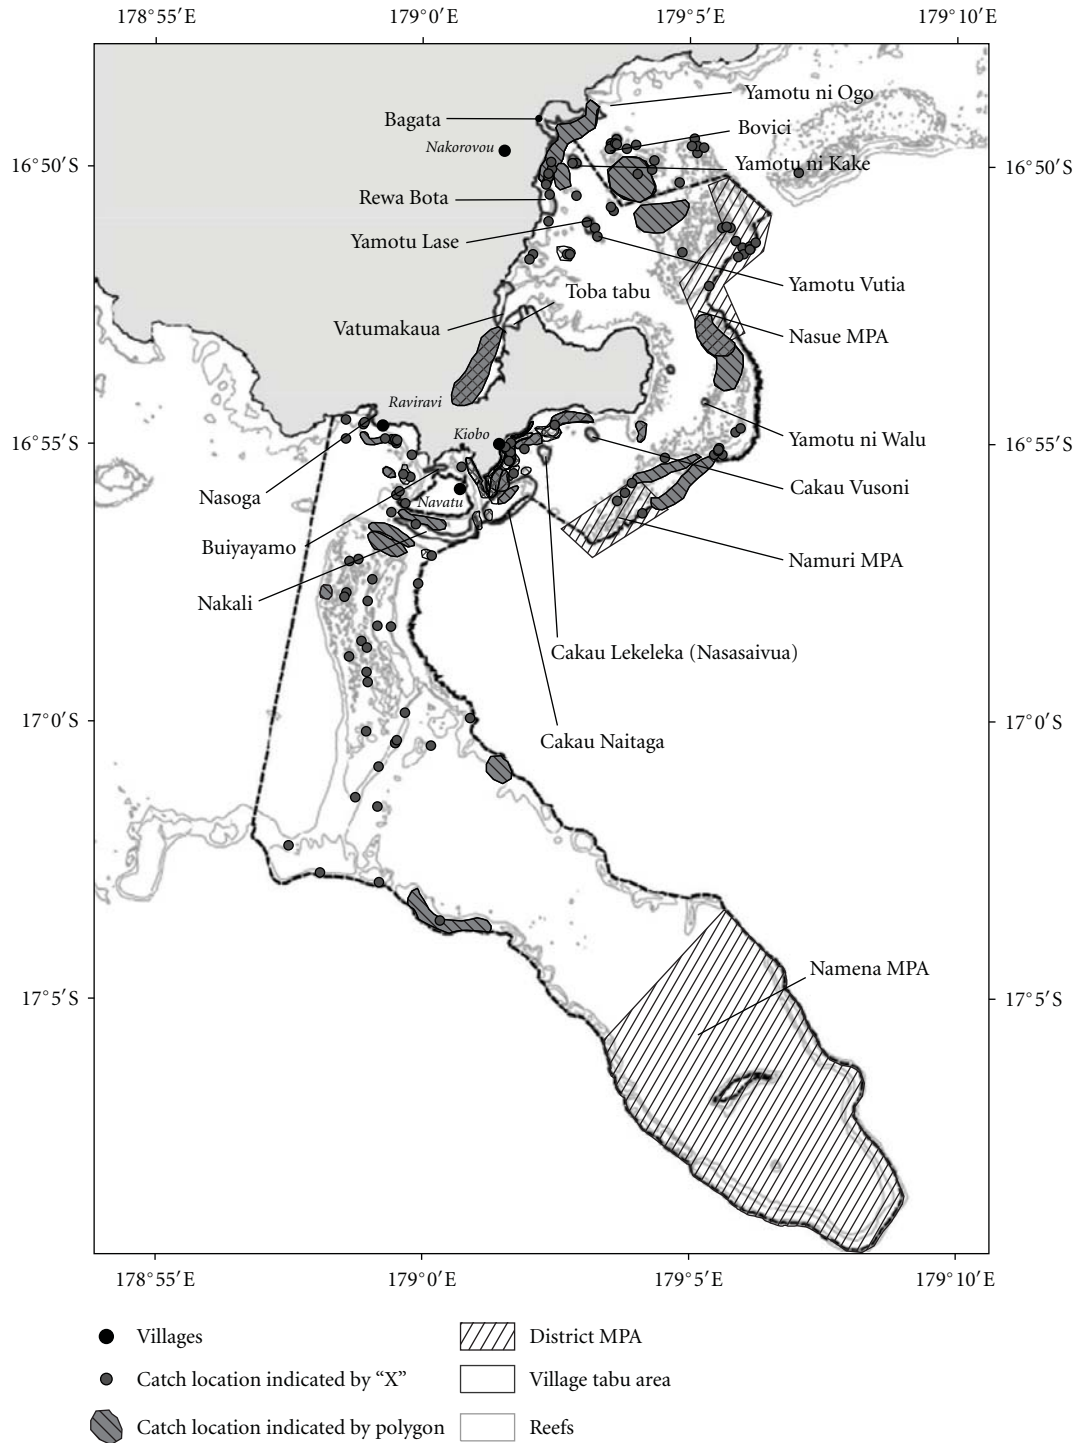 178°55′E 179°0′E 179°5′E 179°10′E
Yamotu ni Ogo
Bagata
Bovici
Nakorovou
16°50′S
Yamotu ni Kake
16°50′S
Rewa Bota
Yamotu Lase
Toba tabu
Yamotu Vutia
Vatumakaua
Nasue MPA
Raviravi
Kiobo
16°55′S
Yamotu ni Walu
16°55′S
Nasoga
Navatu
Cakau Vusoni
Buiyayamo
Namuri MPA
Nakali
Cakau Lekeleka (Nasasaivua)
17°0′S
17°0′S
Cakau Naitaga
Namena MPA
17°5′S
17°5′S
178°55′E 179°0′E 179°5′E 179°10′E
Villages
District MPA
Catch location indicated by “X”
Village tabu area
Catch location indicated by polygon
Reefs